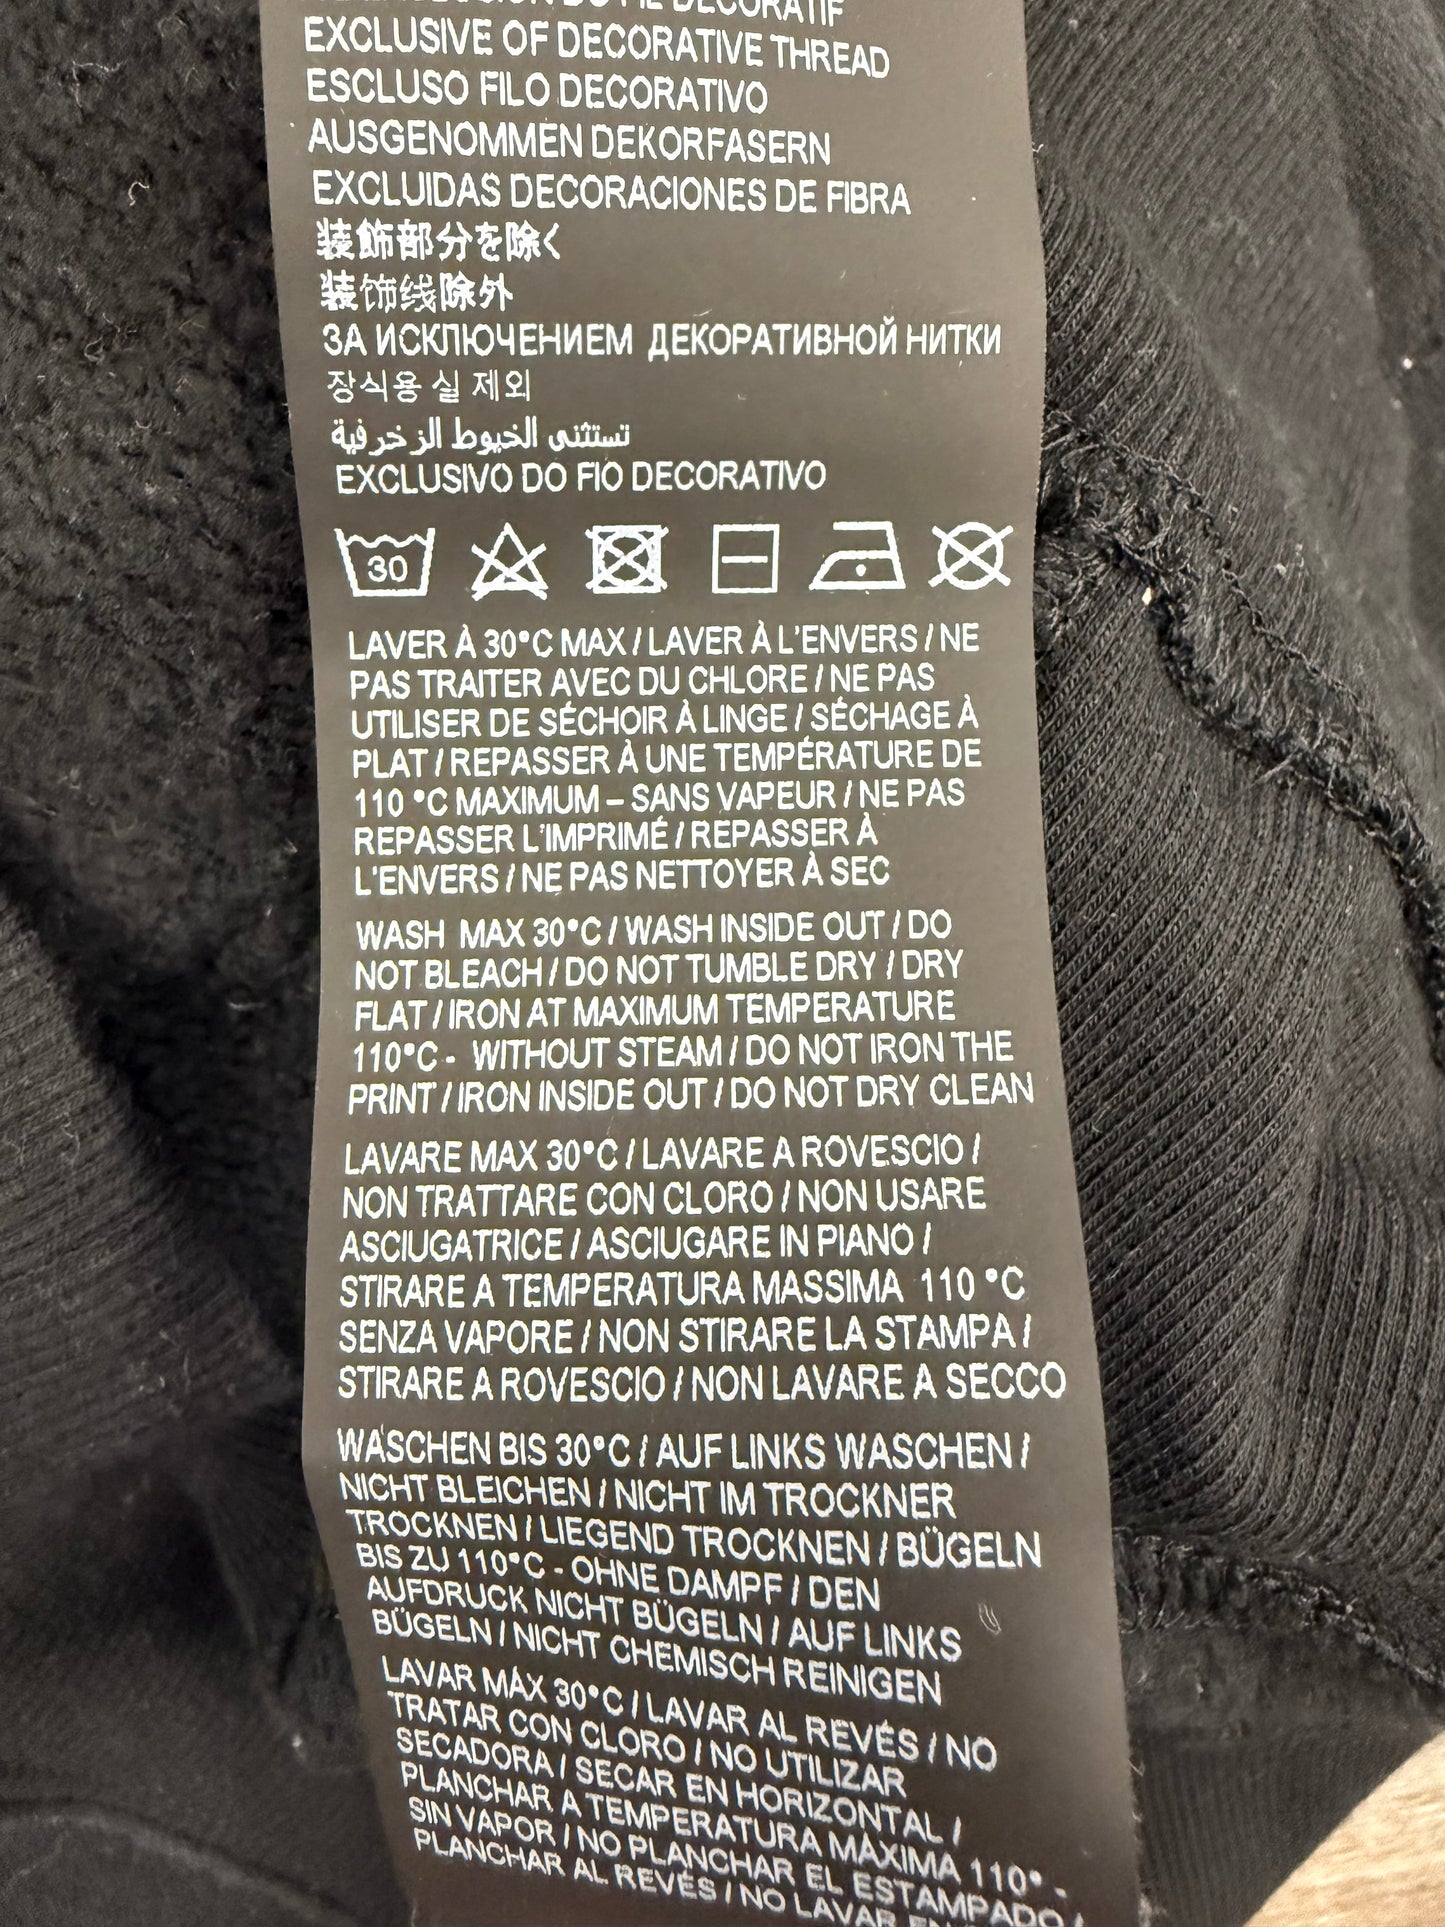 DU FIL DÉCORATIF
EXCLUSIVE OF DECORATIVE THREAD
ESCLUSO FILO DECORATIVO
AUSGENOMMEN DEKORFASERN
EXCLUIDAS DECORACIONES DE FIBRA
装飾部分を除く
装饰线除外
ЗА ИСКЛЮЧЕНИЕМ ДЕКОРАТИВНОЙ НИТКИ
장식용 실 제외
تستثنى الخيوط الزخرفية
EXCLUSIVO DO FIO DECORATIVO
30
LAVER À 30°C MAX / LAVER À L'ENVERS / NE
PAS TRAITER AVEC DU CHLORE / NE PAS
UTILISER DE SÉCHOIR À LINGE / SÉCHAGE À
PLAT / REPASSER À UNE TEMPÉRATURE DE
110 °C MAXIMUM – SANS VAPEUR / NE PAS
REPASSER L'IMPRIMÉ / REPASSER À
L'ENVERS / NE PAS NETTOYER À SEC
WASH MAX 30°C / WASH INSIDE OUT / DO
NOT BLEACH / DO NOT TUMBLE DRY / DRY
FLAT / IRON AT MAXIMUM TEMPERATURE
110°C - WITHOUT STEAM / DO NOT IRON THE
PRINT / IRON INSIDE OUT / DO NOT DRY CLEAN
LAVARE MAX 30°C / LAVARE A ROVESCIO /
NON TRATTARE CON CLORO / NON USARE
ASCIUGATRICE / ASCIUGARE IN PIANO /
STIRARE A TEMPERATURA MASSIMA 110 °C
SENZA VAPORE / NON STIRARE LA STAMPA /
STIRARE A ROVESCIO / NON LAVARE A SECCO
WASCHEN BIS 30°C / AUF LINKS WASCHEN /
NICHT BLEICHEN / NICHT IM TROCKNER
TROCKNEN / LIEGEND TROCKNEN / BÜGELN
BIS ZU 110°C - OHNE DAMPF / DEN
AUFDRUCK NICHT BÜGELN / AUF LINKS
BÜGELN / NICHT CHEMISCH REINIGEN
LAVAR MÁX 30°C / LAVAR AL REVÉS / NO
TRATAR CON CLORO / NO UTILIZAR
SECADORA / SECAR EN HORIZONTAL /
PLANCHAR A TEMPERATURA MÁXIMA 110° -
SIN VAPOR / NO PLANCHAR EL ESTAMPADO /
PLANCHAR AL REVÉS / NO LAVAR